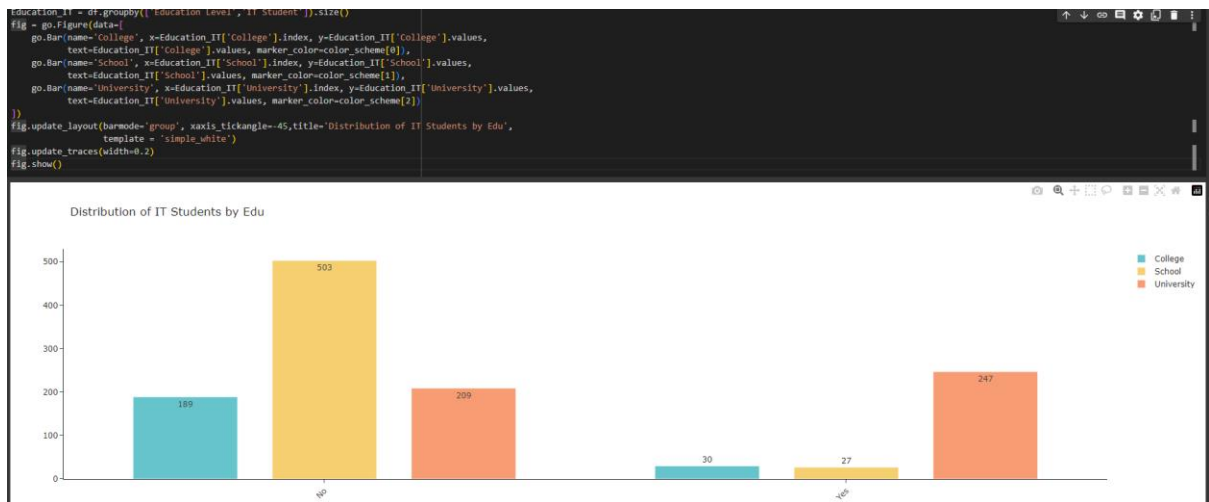 Education_IT = df.groupby(['Education Level','IT Student']).size()
fig = go.Figure(data=[
go.Bar(name='College', x=Education_IT['College'].index, y=Education_IT['College'].values,
text=Education_IT['College'].values, marker_color=color_scheme[0]),
go.Bar(name='School', x=Education_IT['School'].index, y=Education_IT['School'].values,
text=Education_IT['School'].values, marker_color=color_scheme[1]),
go.Bar(name='University', x=Education_IT['University'].index, y=Education_IT['University'].values,
text=Education_IT['University'].values, marker_color=color_scheme[2])
])
fig.update_layout(barmode='group', xaxis_tickangle=-45,title='Distribution of IT Students by Edu',
template = 'simple_white')
fig.update_traces(width=0.2)
fig.show()
Distribution of IT Students by Edu
College
School
University
500
400
300
200
100
0
189
503
209
30
27
247
No
Yes